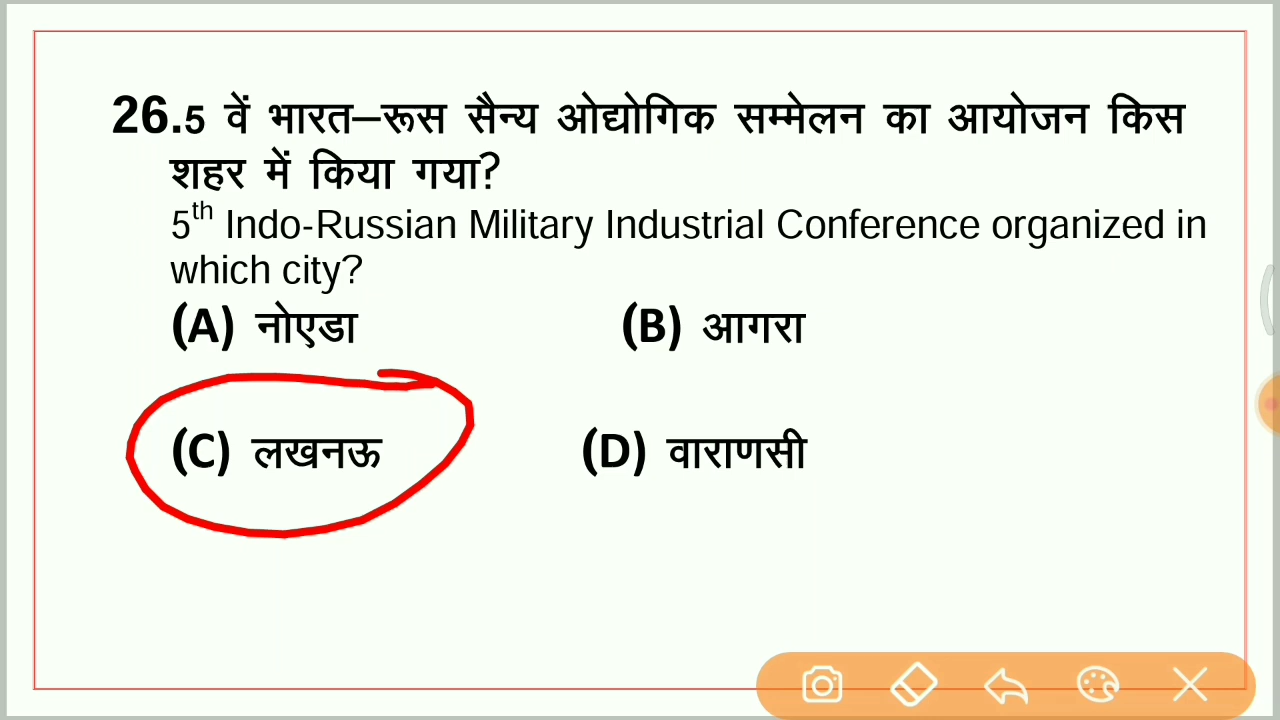 26.5 वें भारत–रूस सैन्य ओद्योगिक सम्मेलन का आयोजन किस
शहर में किया गया?
5th Indo-Russian Military Industrial Conference organized in
which city?
(A) नोएडा (B) आगरा
(C) लखनऊ (D) वाराणसी